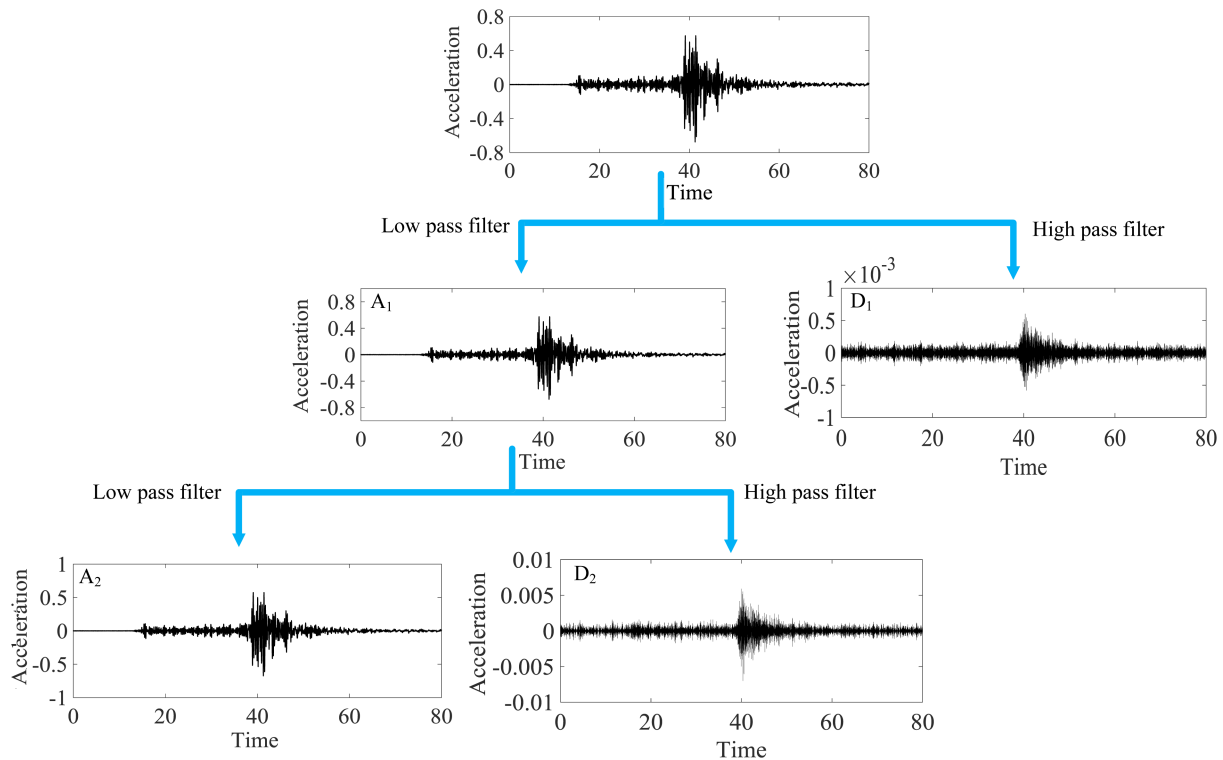 0.8
0.4
0
-0.4
-0.8
Acceleration
0 20 40 60 80
Time
Low pass filter
High pass filter
A₁
0.8
0.4
0
-0.4
-0.8
Acceleration
0 20 40 60 80
Time
×10⁻³
D₁
1
0.5
0
-0.5
-1
Acceleration
0 20 40 60 80
Time
Low pass filter
High pass filter
A₂
1
0.5
0
-0.5
-1
Acceleration
0 20 40 60 80
Time
D₂
0.01
0.005
0
-0.005
-0.01
Acceleration
0 20 40 60 80
Time